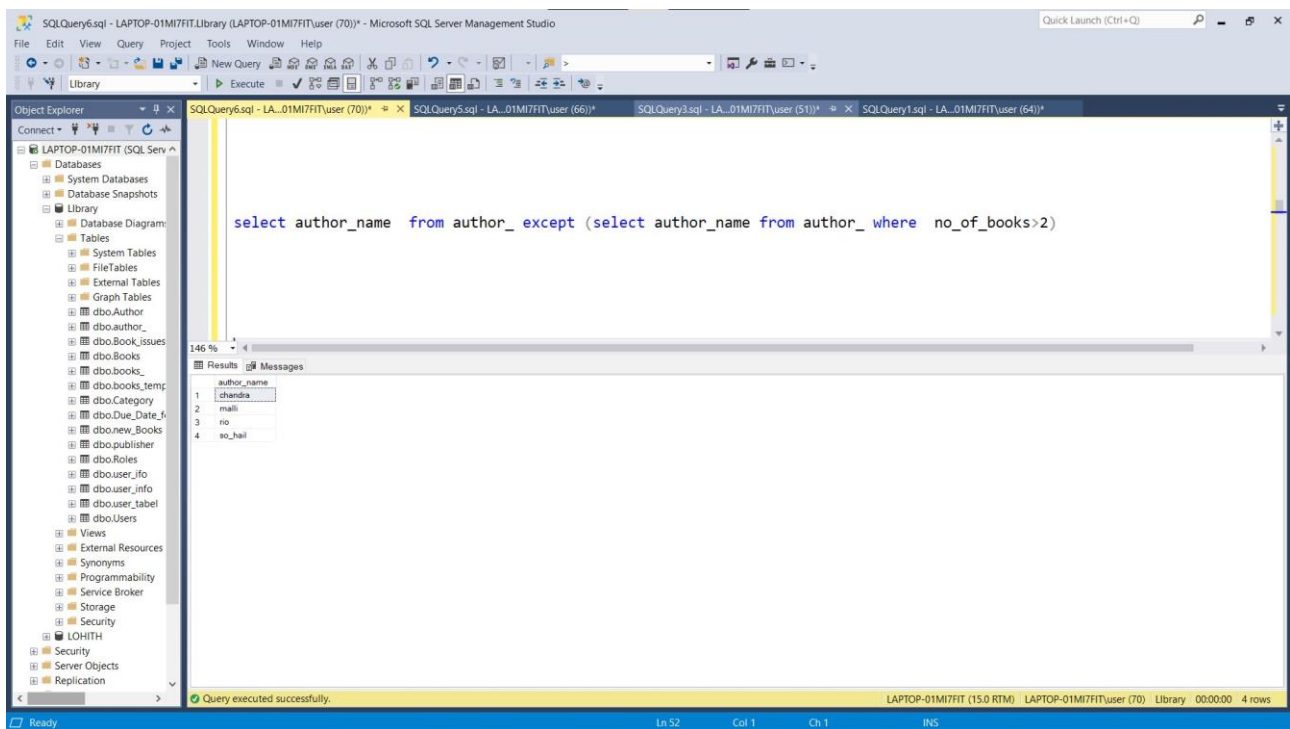 SQLQuery6.sql - LAPTOP-01MI7FIT.LIbrary (LAPTOP-01MI7FIT\user (70))* - Microsoft SQL Server Management Studio
Quick Launch (Ctrl+Q)
File Edit View Query Project Tools Window Help
New Query
LIbrary
Execute
Object Explorer
SQLQuery6.sql - LA...01MI7FIT\user (70))*
SQLQuery5.sql - LA...01MI7FIT\user (66))*
SQLQuery3.sql - LA...01MI7FIT\user (51))*
SQLQuery1.sql - LA...01MI7FIT\user (64))*
Connect
LAPTOP-01MI7FIT (SQL Serv
Databases
System Databases
Database Snapshots
LIbrary
Database Diagram
Tables
System Tables
FileTables
External Tables
Graph Tables
dbo.Author
dbo.author_
dbo.Book_issues
dbo.Books
dbo.books_
dbo.books_temp
dbo.Category
dbo.Due_Date_f
dbo.new_Books
dbo.publisher
dbo.Roles
dbo.user_ifo
dbo.user_info
dbo.user_tabel
dbo.Users
Views
External Resources
Synonyms
Programmability
Service Broker
Storage
Security
LOHITH
Security
Server Objects
Replication
select author_name from author_ except (select author_name from author_ where no_of_books>2)
146 %
Results Messages
author_name
1 chandra
2 malli
3 rio
4 so_hail
Query executed successfully.
LAPTOP-01MI7FIT (15.0 RTM) LAPTOP-01MI7FIT\user (70) LIbrary 00:00:00 4 rows
Ready
Ln 52 Col 1 Ch 1 INS